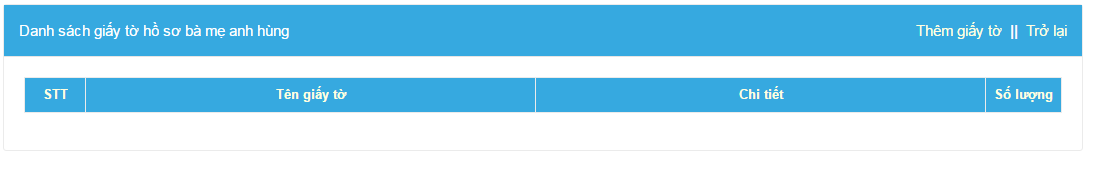 Danh sách giấy tờ hồ sơ bà mẹ anh hùng Thêm giấy tờ || Trở lại
STT Tên giấy tờ Chi tiết Số lượng